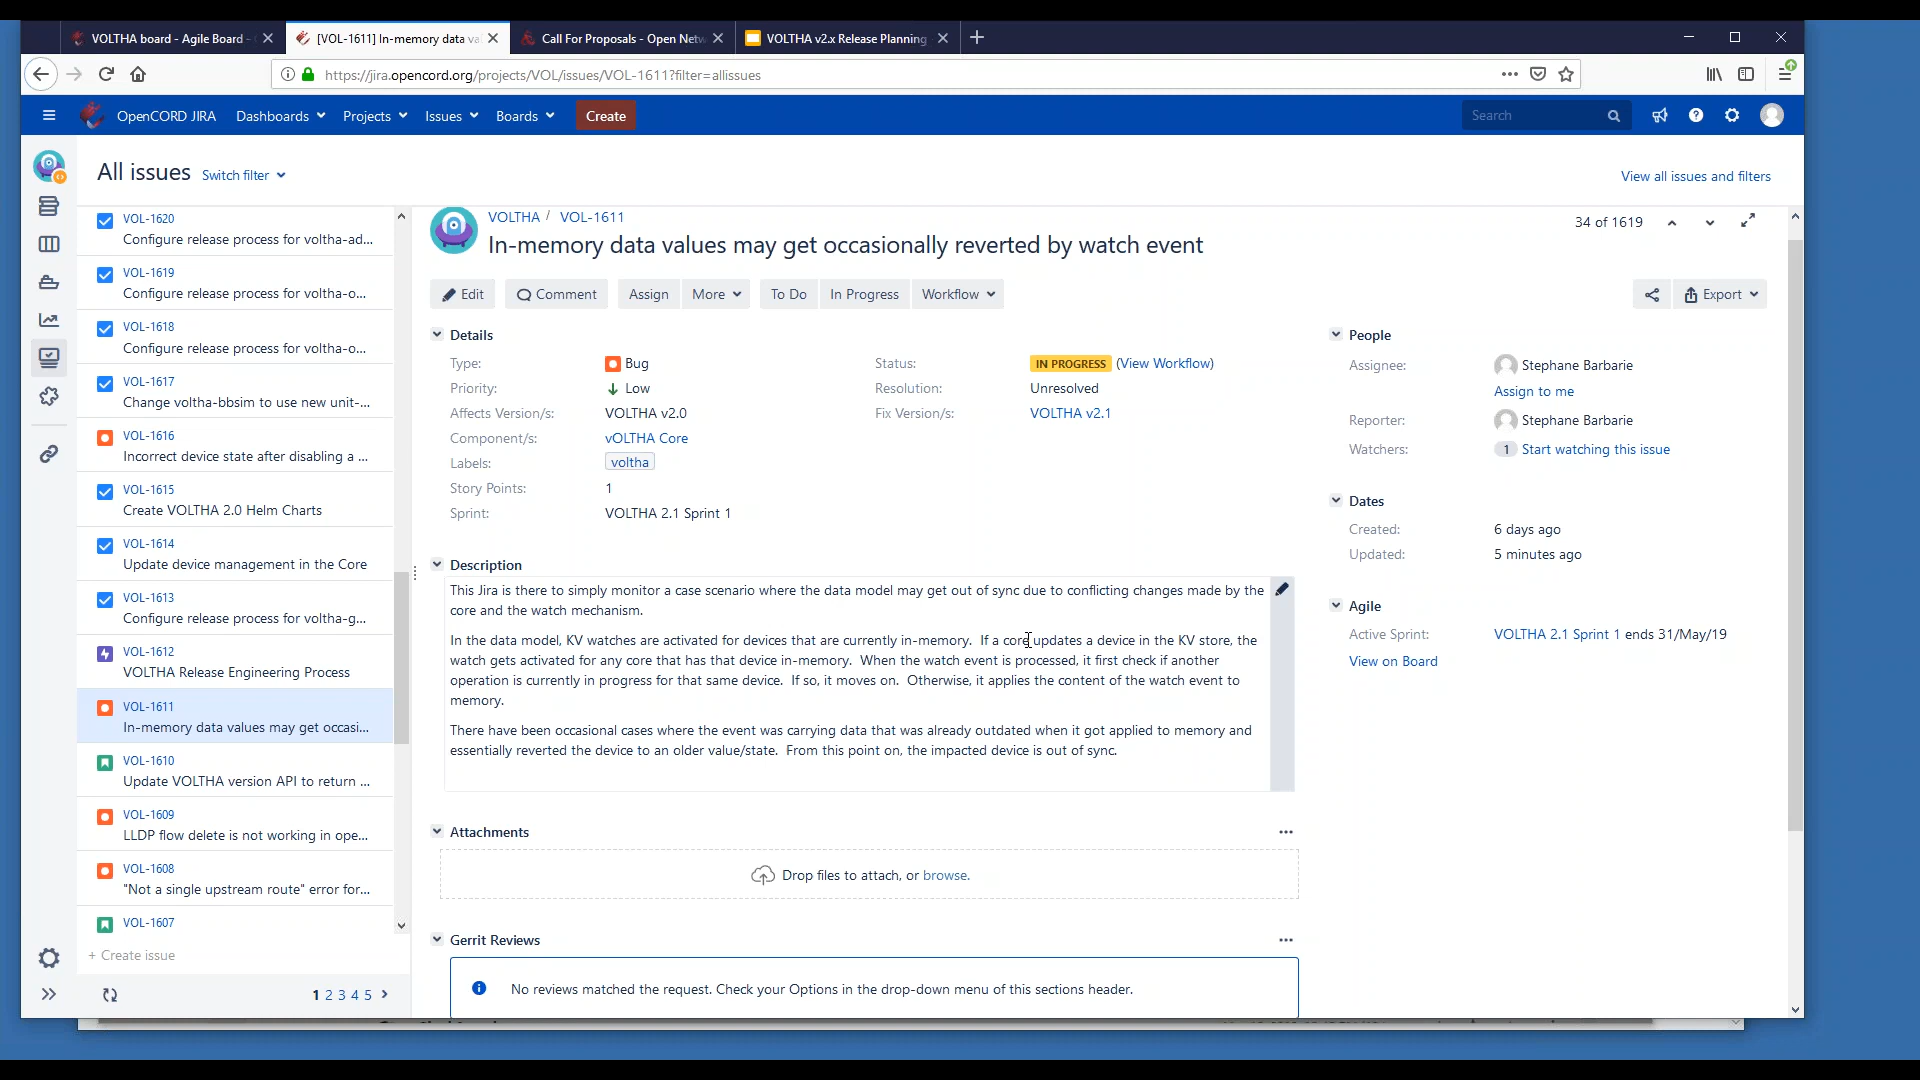 VOLTHA board - Agile Board -
[VOL-1611] In-memory data va
Call For Proposals - Open Netw
VOLTHA v2.x Release Planning
https://jira.opencord.org/projects/VOL/issues/VOL-1611?filter=allissues
OpenCORD JIRA Dashboards Projects Issues Boards Create
Search
All issues Switch filter
View all issues and filters
VOL-1620
Configure release process for voltha-ad...
VOL-1619
Configure release process for voltha-o...
VOL-1618
Configure release process for voltha-o...
VOL-1617
Change voltha-bbsim to use new unit-...
VOL-1616
Incorrect device state after disabling a ...
VOL-1615
Create VOLTHA 2.0 Helm Charts
VOL-1614
Update device management in the Core
VOL-1613
Configure release process for voltha-g...
VOL-1612
VOLTHA Release Engineering Process
VOL-1611
In-memory data values may get occasi...
VOL-1610
Update VOLTHA version API to return ...
VOL-1609
LLDP flow delete is not working in ope...
VOL-1608
"Not a single upstream route" error for...
VOL-1607
+ Create issue
1 2 3 4 5 >
VOLTHA / VOL-1611
34 of 1619
In-memory data values may get occasionally reverted by watch event
Edit Comment Assign More To Do In Progress Workflow
Export
Details
Type: Bug
Status: IN PROGRESS (View Workflow)
Priority: Low
Resolution: Unresolved
Affects Version/s: VOLTHA v2.0
Fix Version/s: VOLTHA v2.1
Component/s: vOLTHA Core
Labels: voltha
Story Points: 1
Sprint: VOLTHA 2.1 Sprint 1
Description
This Jira is there to simply monitor a case scenario where the data model may get out of sync due to conflicting changes made by the
core and the watch mechanism.
In the data model, KV watches are activated for devices that are currently in-memory. If a core updates a device in the KV store, the
watch gets activated for any core that has that device in-memory. When the watch event is processed, it first check if another
operation is currently in progress for that same device. If so, it moves on. Otherwise, it applies the content of the watch event to
memory.
There have been occasional cases where the event was carrying data that was already outdated when it got applied to memory and
essentially reverted the device to an older value/state. From this point on, the impacted device is out of sync.
Attachments
Drop files to attach, or browse.
Gerrit Reviews
No reviews matched the request. Check your Options in the drop-down menu of this sections header.
People
Assignee: Stephane Barbarie
Assign to me
Reporter: Stephane Barbarie
Watchers: 1 Start watching this issue
Dates
Created: 6 days ago
Updated: 5 minutes ago
Agile
Active Sprint: VOLTHA 2.1 Sprint 1 ends 31/May/19
View on Board